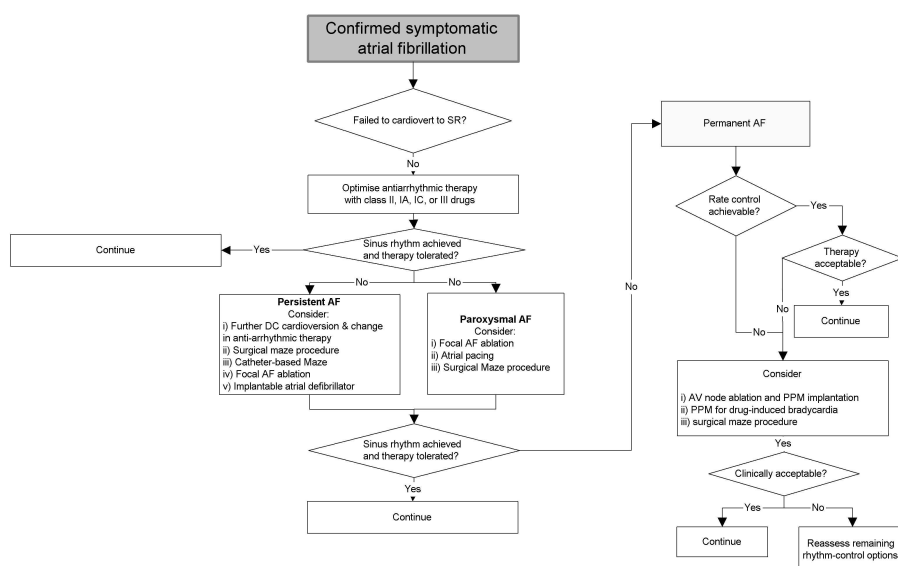 Confirmed symptomatic
atrial fibrillation
Failed to cardiovert to SR?
No
Optimise antiarrhythmic therapy
with class II, IA, IC, or III drugs
Sinus rhythm achieved
and therapy tolerated?
Yes
Continue
No
No
Persistent AF
Consider:
i) Further DC cardioversion & change
in anti-arrhythmic therapy
ii) Surgical maze procedure
iii) Catheter-based Maze
iv) Focal AF ablation
v) Implantable atrial defibrillator
Paroxysmal AF
Consider:
i) Focal AF ablation
ii) Atrial pacing
iii) Surgical Maze procedure
Sinus rhythm achieved
and therapy tolerated?
Yes
Continue
No
Permanent AF
Rate control
achievable?
Yes
Therapy
acceptable?
Yes
Continue
No
No
Consider
i) AV node ablation and PPM implantation
ii) PPM for drug-induced bradycardia
iii) surgical maze procedure
Yes
Clinically acceptable?
Yes
No
Continue
Reassess remaining
rhythm-control options